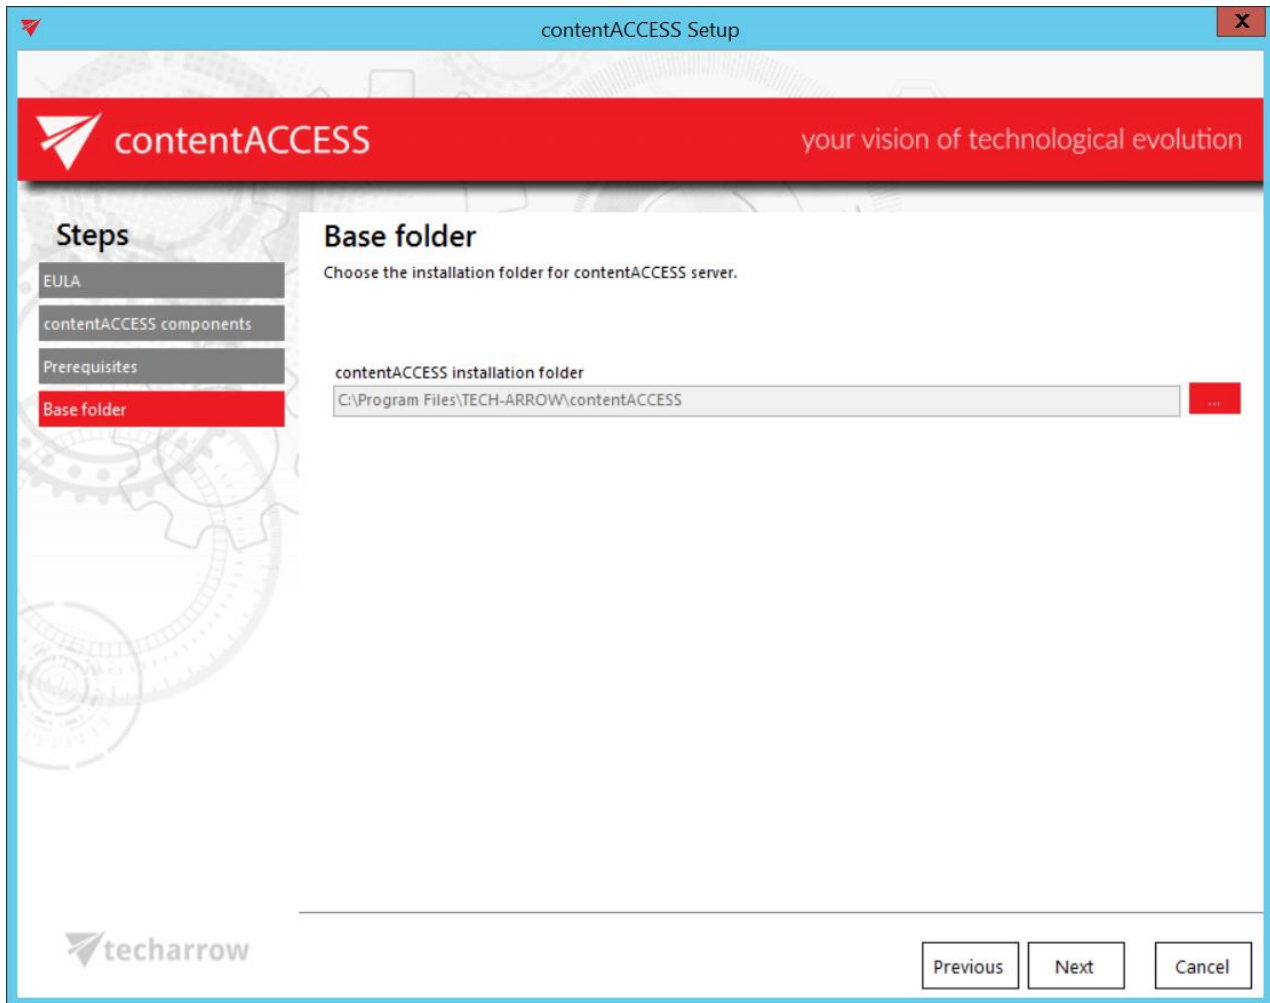 contentACCESS Setup
X
contentACCESS
your vision of technological evolution
Steps
EULA
contentACCESS components
Prerequisites
Base folder
Base folder
Choose the installation folder for contentACCESS server.
contentACCESS installation folder
C:\Program Files\TECH-ARROW\contentACCESS
...
techarrow
Previous
Next
Cancel